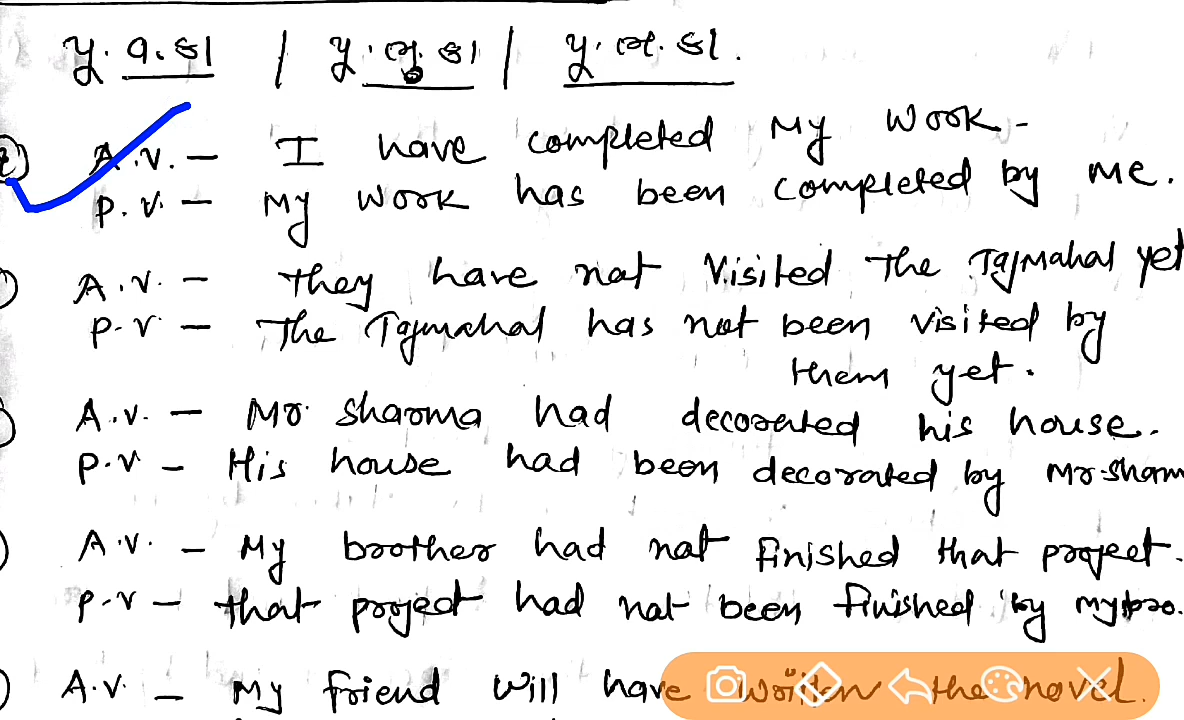 પૂ. વ. કા / પૂ. ભૂ. કા / પૂ. ભ. કા.
A.V. – I have completed My work –
P. V. – My work has been completed by me.
A.V. – They have not visited The Tajmahal yet
P.V – The Tajmahal has not been visited by
them yet.
A.V. – Mr. Sharma had decorated his house.
P.V – His house had been decorated by Mr. Sharm
A.V. – My brother had not finished that project.
P.V – that project had not been finished by my bro.
A.V. – My friend will have written the novel.